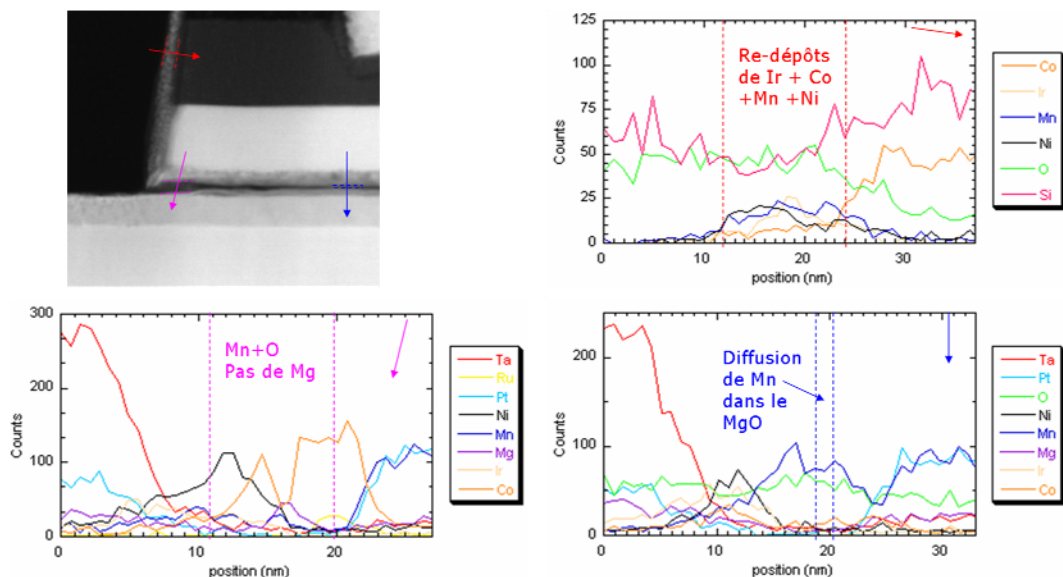 125
100
75
50
25
0
Counts
0
10
20
30
position (nm)
Re-dépôts
de Ir + Co
+Mn +Ni
Co
Ir
Mn
Ni
O
Si
300
200
100
0
Counts
0
10
20
position (nm)
Mn+O
Pas de Mg
Ta
Ru
Pt
Ni
Mn
Mg
Ir
Co
200
100
0
Counts
0
10
20
30
position (nm)
Diffusion
de Mn
dans le
MgO
Ta
Pt
O
Ni
Mn
Mg
Ir
Co